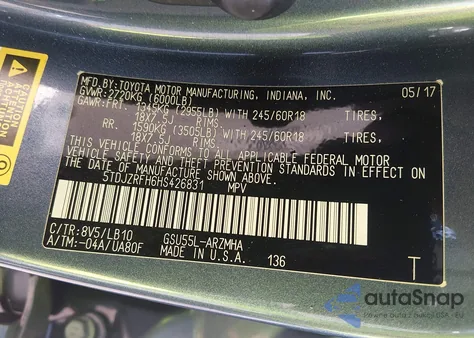 MFD.BY:TOYOTA MOTOR MANUFACTURING, INDIANA, INC. 05/17
GVWR:2720KG (6000LB)
GAWR:FRT. 1345KG(2955LB) WITH 245/60R18 TIRES,
18X7.5J RIMS,
RR. 1590KG(3505LB) WITH 245/60R18 TIRES,
18X7.5J
THIS VEHICLE CONFORMS TO ALL APPLICABLE FEDERAL MOTOR
VEHICLE SAFETY AND THEFT PREVENTION STANDARDS
IN EFFECT ON THE DATE OF MANUFACTURE SHOWN ABOVE.
5TDJZRFH6HS426831 MPV
C/TR:8V5/LB10 GSU55L-ARZMHA
A/TM:-04A/UA80F MADE IN U.S.A. 136
T
autoSnap